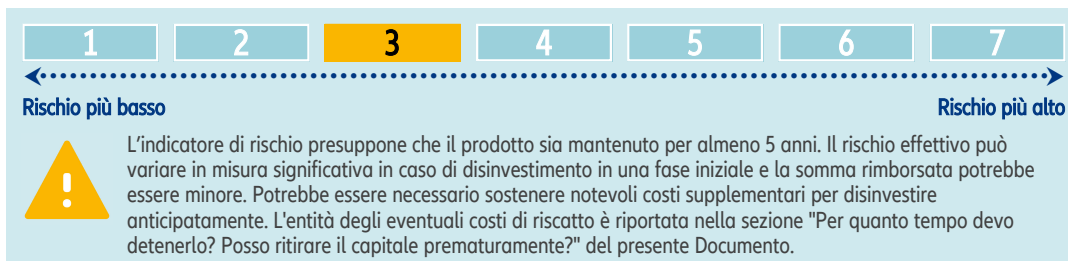 1 2 3 4 5 6 7
Rischio più basso Rischio più alto
L'indicatore di rischio presuppone che il prodotto sia mantenuto per almeno 5 anni. Il rischio effettivo può
variare in misura significativa in caso di disinvestimento in una fase iniziale e la somma rimborsata potrebbe
essere minore. Potrebbe essere necessario sostenere notevoli costi supplementari per disinvestire
anticipatamente. L'entità degli eventuali costi di riscatto è riportata nella sezione "Per quanto tempo devo
detenerlo? Posso ritirare il capitale prematuramente?" del presente Documento.